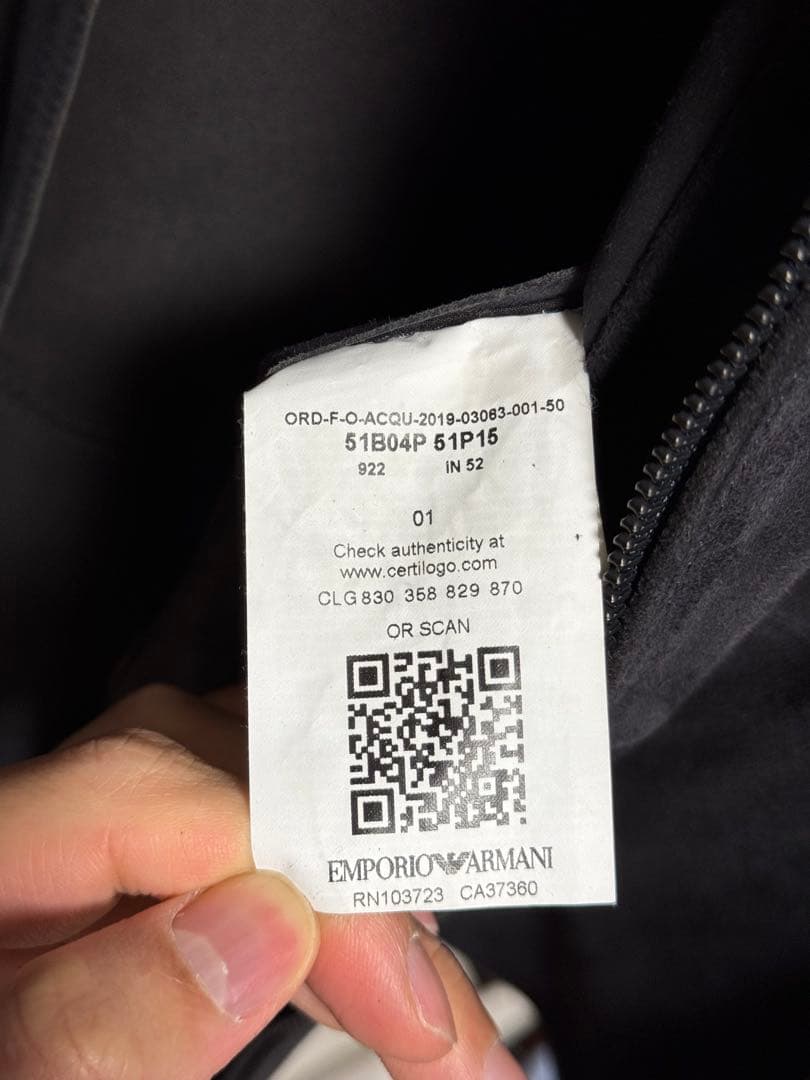 ORD-F-O-ACQU-2019-03063-001-50
51B04P 51P15
922 IN 52
01
Check authenticity at
www.certilogo.com
CLG 830 358 829 870
OR SCAN
EMPORIO ARMANI
RN103723 CA37360